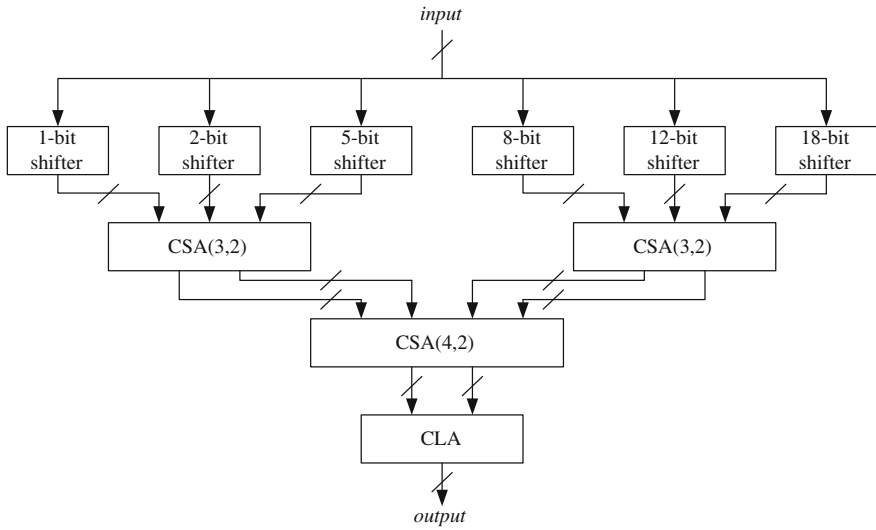 input
1-bit
shifter
2-bit
shifter
5-bit
shifter
8-bit
shifter
12-bit
shifter
18-bit
shifter
CSA(3,2)
CSA(3,2)
CSA(4,2)
CLA
output